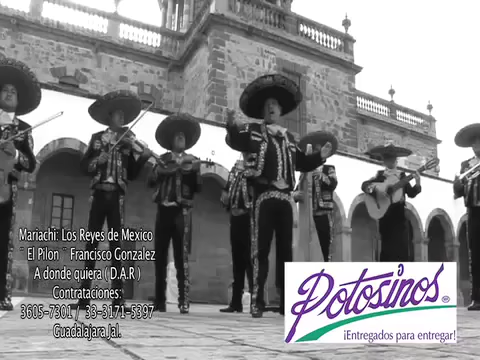 Mariachi: Los Reyes de Mexico
¨ El Pilon ¨ Francisco Gonzalez
A donde quiera ( D.A.R )
Contrataciones:
3605-7301 / 33-3171-5397
Guadalajara Jal.
Potosinos ®
¡Entregados para entregar!